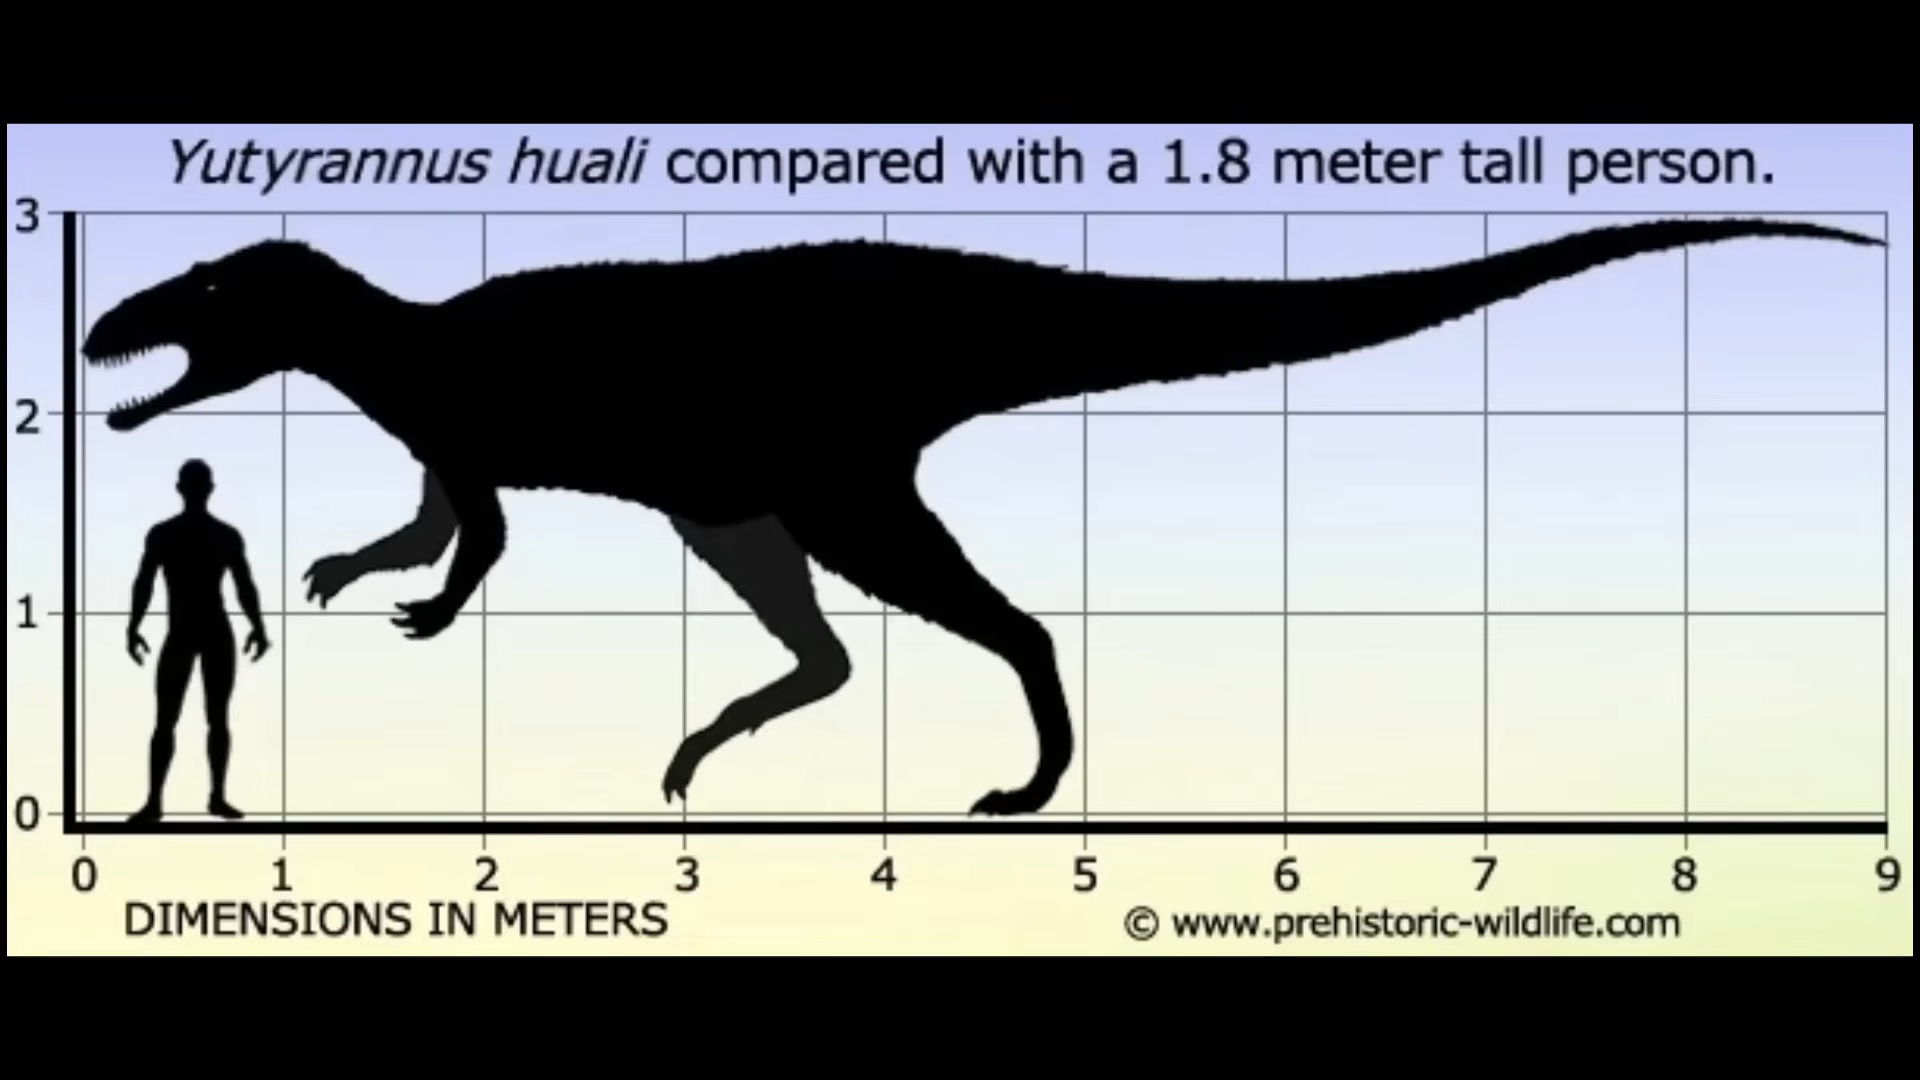 Yutyrannus huali compared with a 1.8 meter tall person.
3
2
1
0
0 1 2 3 4 5 6 7 8 9
DIMENSIONS IN METERS
© www.prehistoric-wildlife.com